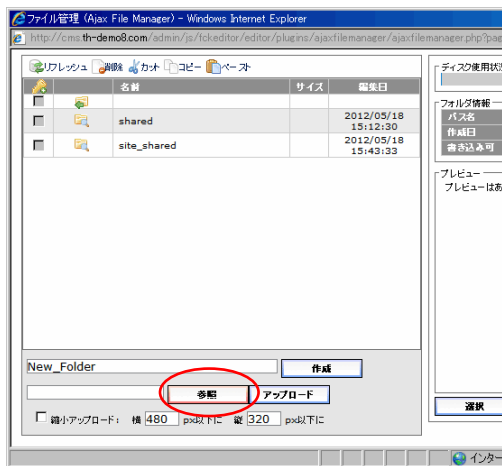 ファイル管理 (Ajax File Manager) - Windows Internet Explorer
http://cms.th-demo8.com/admin/js/fckeditor/editor/plugins/ajaxfilemanager/ajaxfilemanager.php?pag
リフレッシュ 削除 カット コピー ペースト
名前 サイズ 編集日
shared 2012/05/18
15:12:30
site_shared 2012/05/18
15:43:33
New_Folder 作成
参照 アップロード
縮小アップロード: 横 480 px以下に 縦 320 px以下に
ディスク使用状
フォルダ情報
パス名
作成日
書き込み可
プレビュー
プレビューはあ
選択
インター